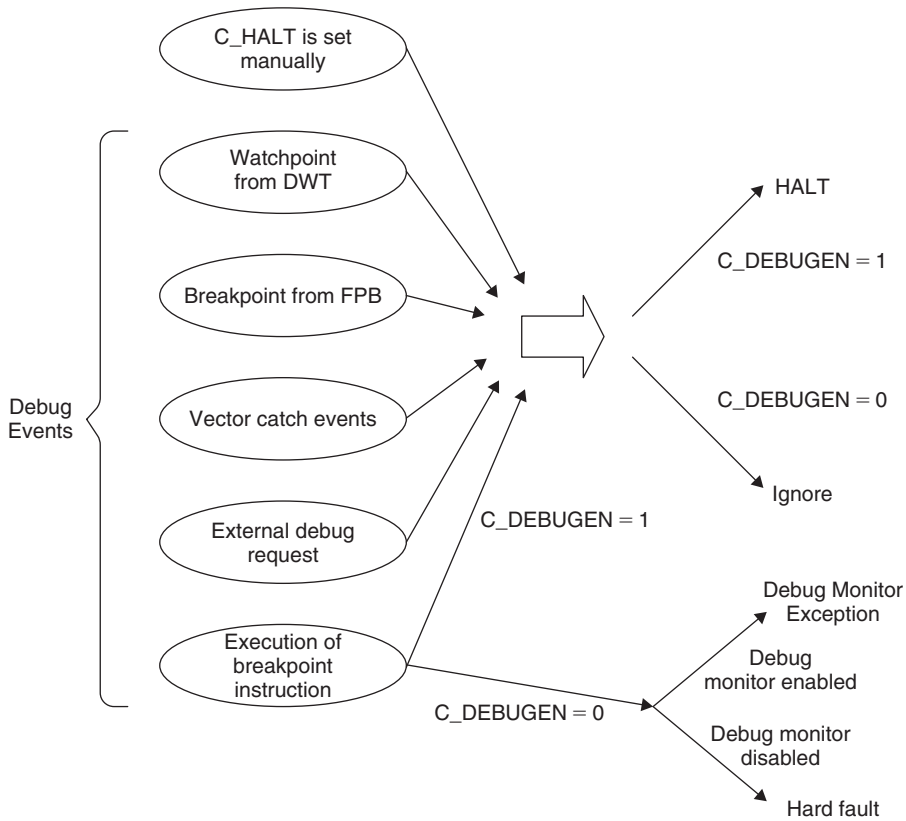 C_HALT is set
manually
Watchpoint
from DWT
Breakpoint from FPB
Vector catch events
External debug
request
Execution of
breakpoint
instruction
Debug
Events
HALT
C_DEBUGEN = 1
C_DEBUGEN = 0
Ignore
C_DEBUGEN = 1
C_DEBUGEN = 0
Debug Monitor
Exception
Debug
monitor enabled
Debug monitor
disabled
Hard fault